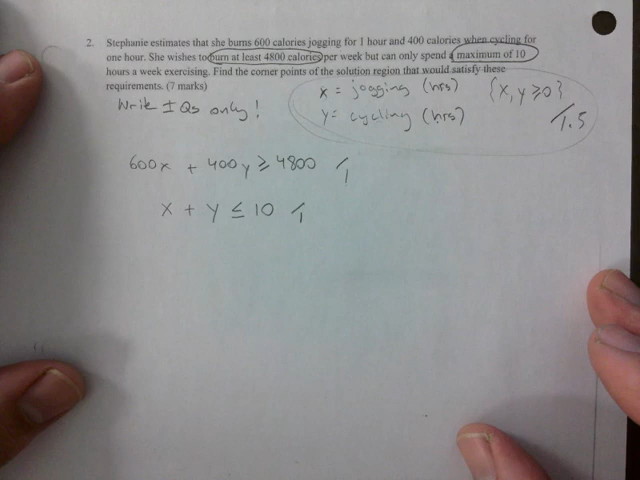 2. Stephanie estimates that she burns 600 calories jogging for 1 hour and 400 calories when cycling for
one hour. She wishes to burn at least 4800 calories per week but can only spend a maximum of 10
hours a week exercising. Find the corner points of the solution region that would satisfy these
requirements. (7 marks)
Write ± Qs only!
x = jogging (hrs) {x, y ≥ 0}
y = cycling (hrs) /1.5
600x + 400y ≥ 4800 /1
x + y ≤ 10 /1